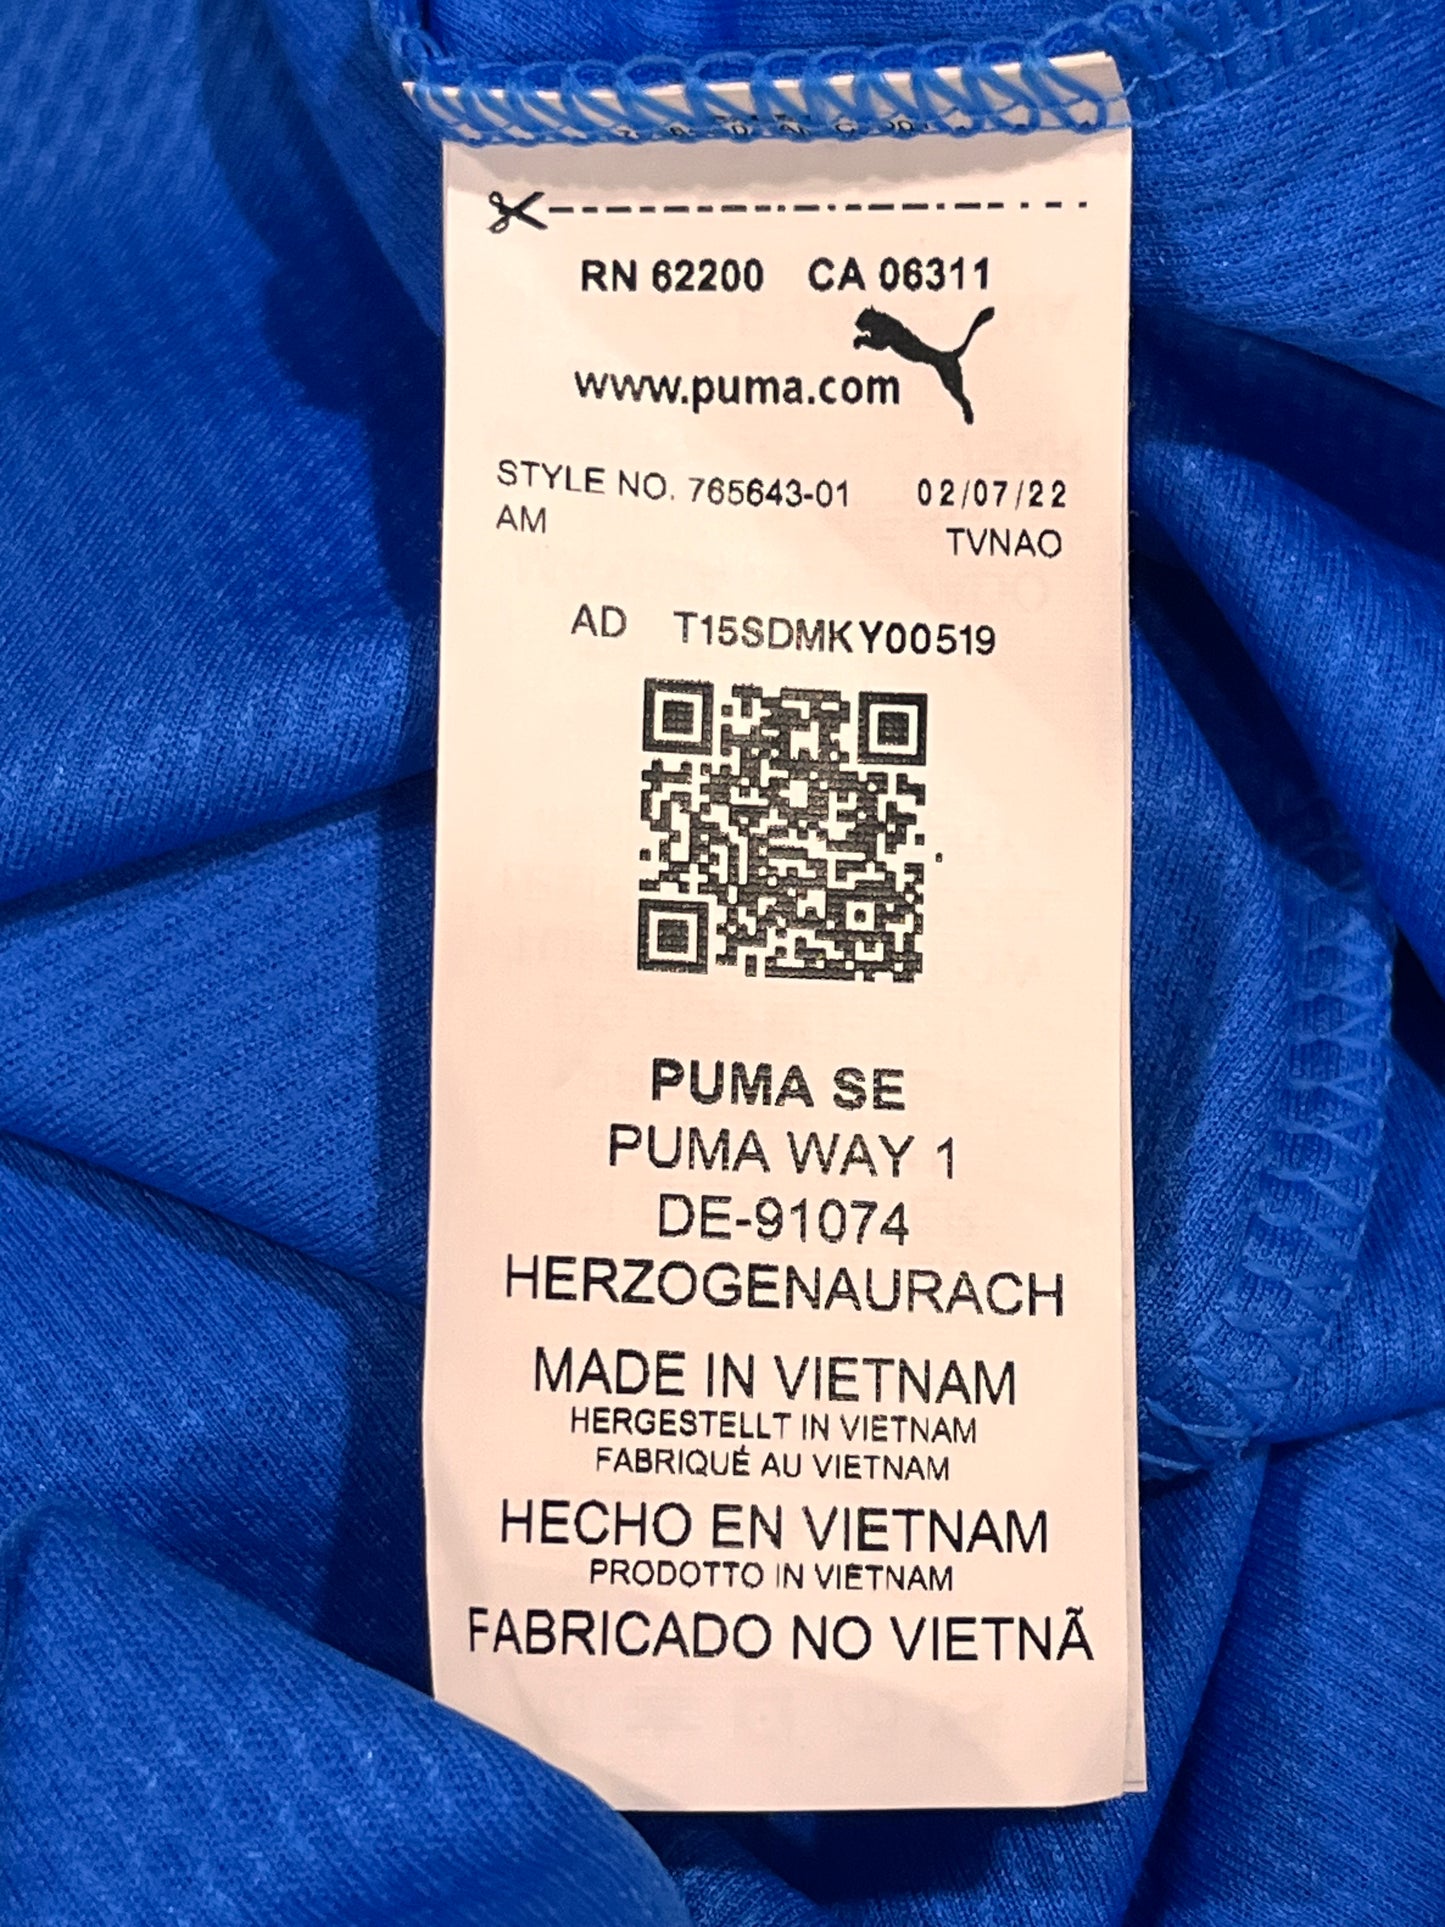 RN 62200 CA 06311
www.puma.com
STYLE NO. 765643-01 02/07/22
AM TVNAO
AD T15SDMKY00519
PUMA SE
PUMA WAY 1
DE-91074
HERZOGENAURACH
MADE IN VIETNAM
HERGESTELLT IN VIETNAM
FABRIQUÉ AU VIETNAM
HECHO EN VIETNAM
PRODOTTO IN VIETNAM
FABRICADO NO VIETNÃ